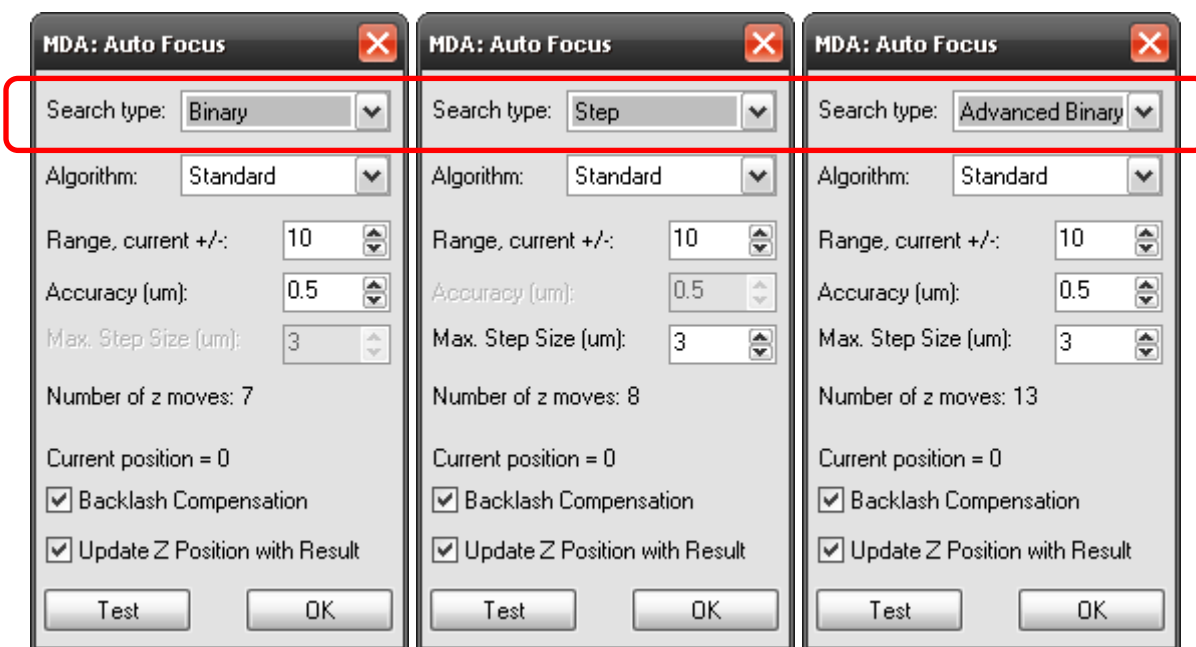 MDA: Auto Focus
Search type: Binary
Algorithm: Standard
Range, current +/-: 10
Accuracy (um): 0.5
Max. Step Size (um): 3
Number of z moves: 7
Current position = 0
Backlash Compensation
Update Z Position with Result
Test OK
MDA: Auto Focus
Search type: Step
Algorithm: Standard
Range, current +/-: 10
Accuracy (um): 0.5
Max. Step Size (um): 3
Number of z moves: 8
Current position = 0
Backlash Compensation
Update Z Position with Result
Test OK
MDA: Auto Focus
Search type: Advanced Binary
Algorithm: Standard
Range, current +/-: 10
Accuracy (um): 0.5
Max. Step Size (um): 3
Number of z moves: 13
Current position = 0
Backlash Compensation
Update Z Position with Result
Test OK